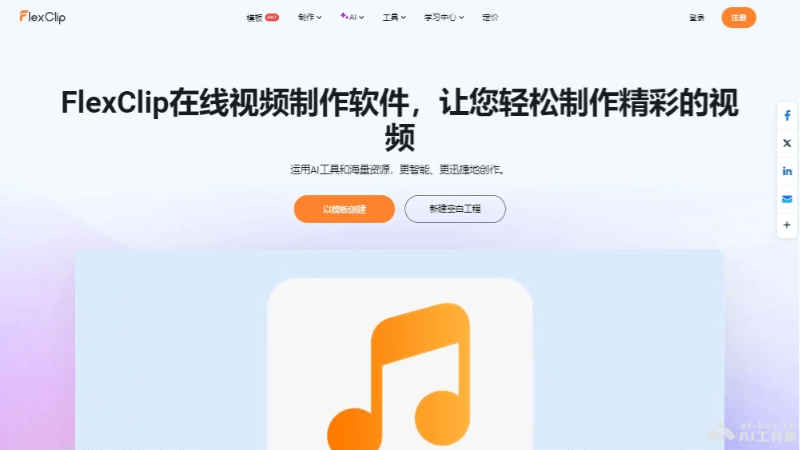 FlexClip
模板 HOT 制作 AI 工具 学习中心 定价 登录 注册
FlexClip在线视频制作软件，让您轻松制作精彩的视
频
运用AI工具和海量资源，更智能、更迅捷地创作。
以模板创建 新建空白工程
ai-bot.cn
AI工具集